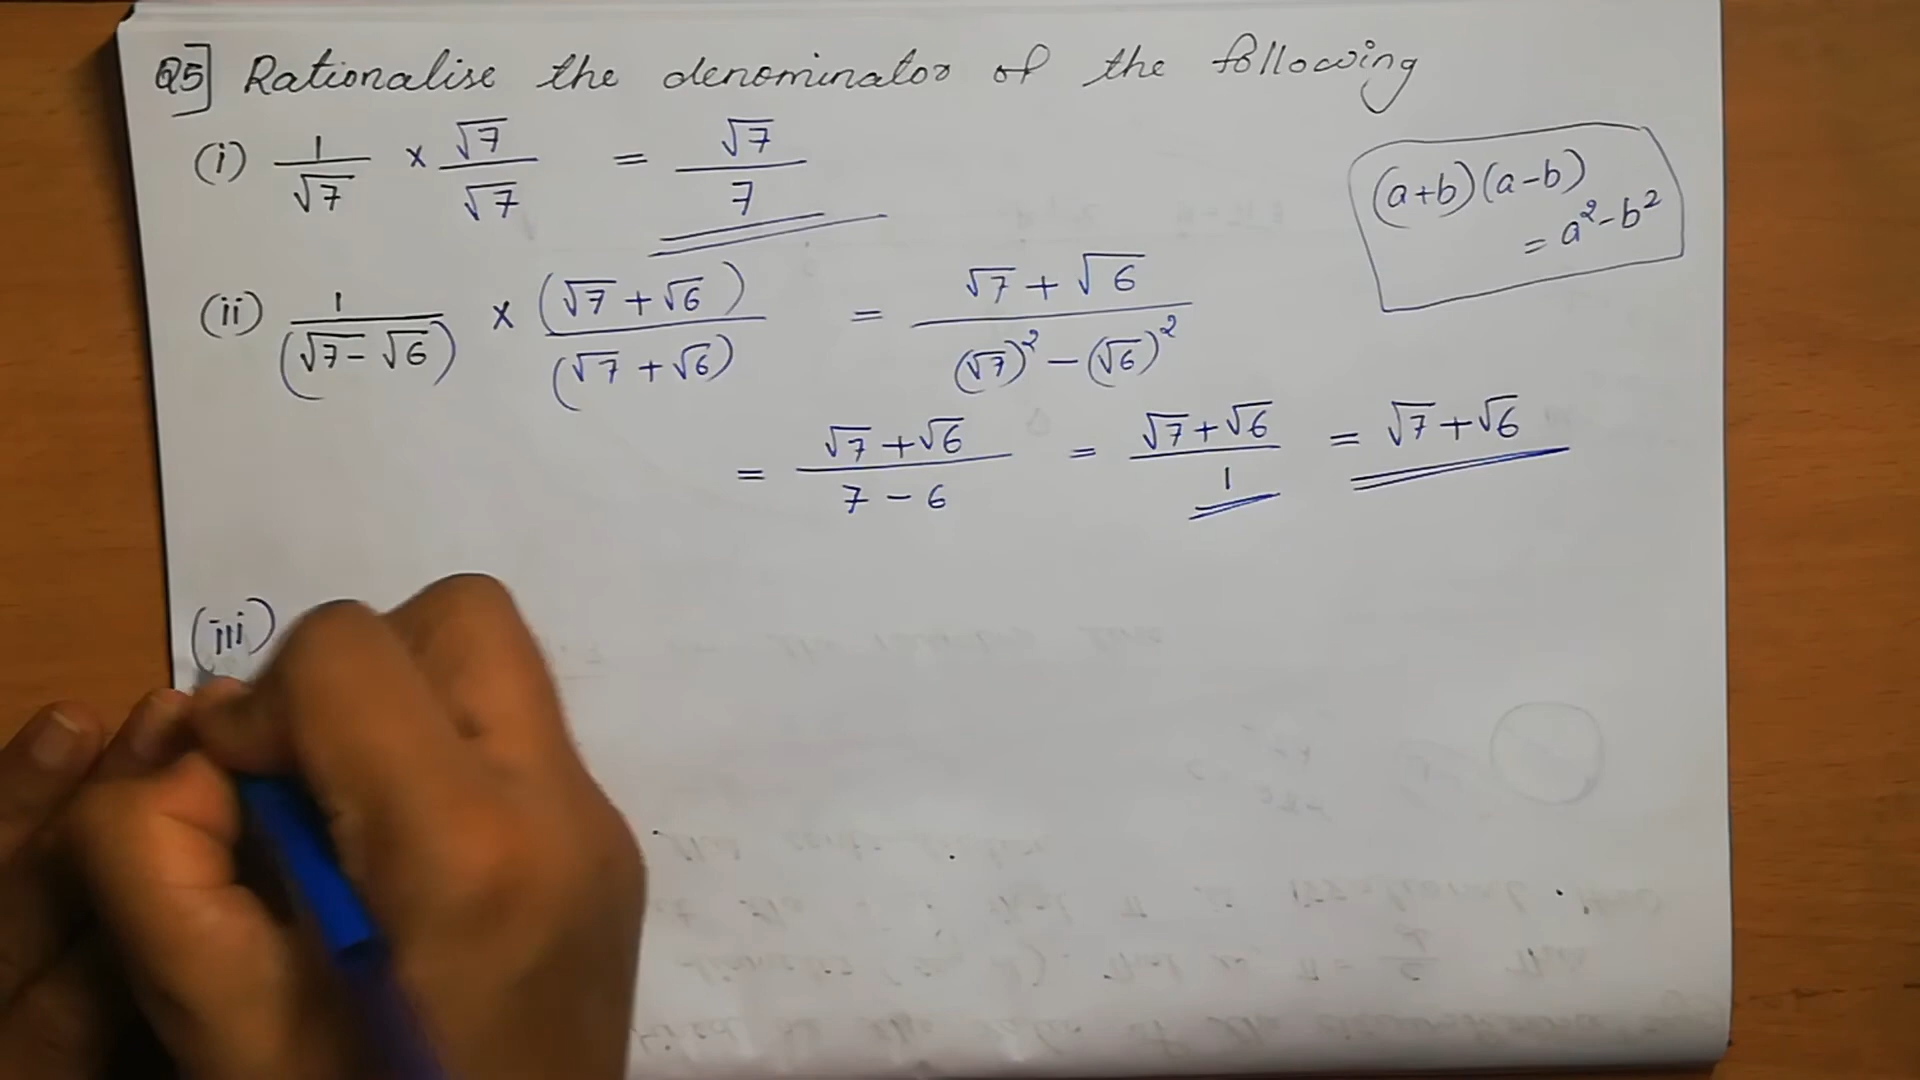 Q5] Rationalise the denominator of the following
(i) 1/√7 × √7/√7 = √7/7
(a+b)(a-b)
= a²-b²
(ii) 1/(√7-√6) × (√7+√6)/(√7+√6) = √7+√6/(√7)²-(√6)²
= √7+√6/7-6 = √7+√6/1 = √7+√6
(iii)